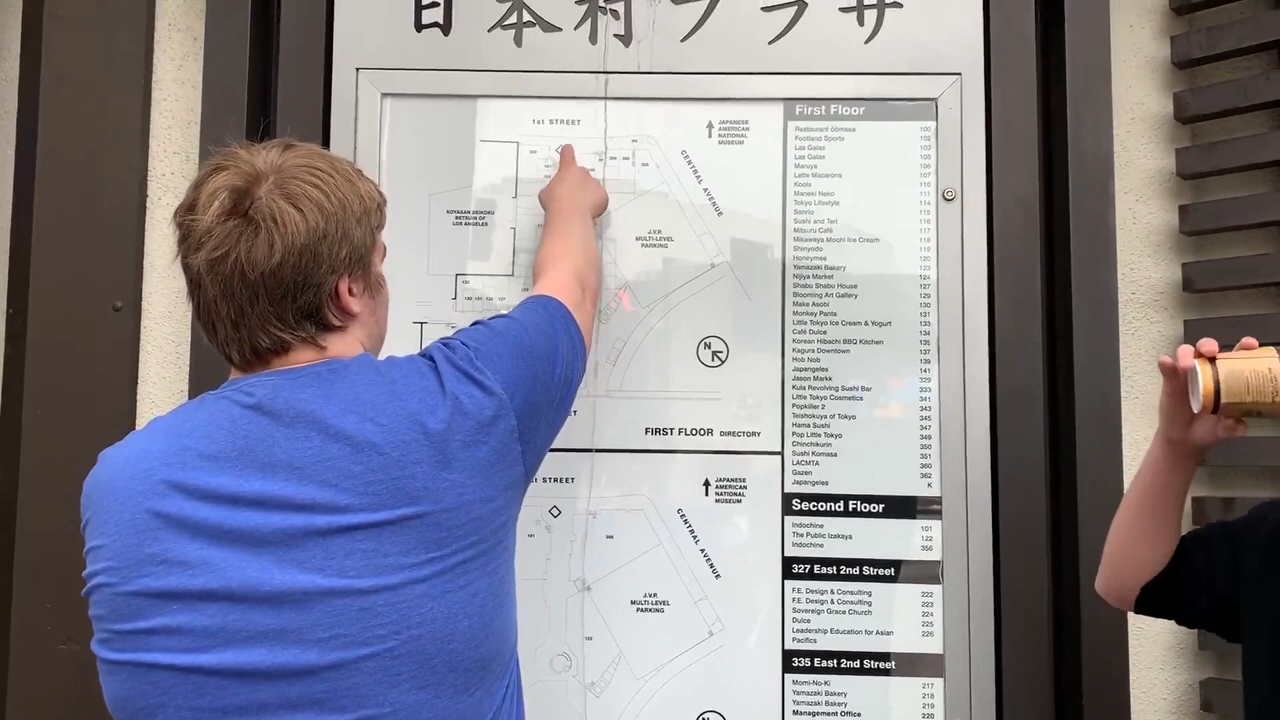 日本村プラザ
1st STREET
JAPANESE
AMERICAN
NATIONAL
MUSEUM
CENTRAL AVENUE
KOYASAN BEIKOKU
BETSUIN OF
LOS ANGELES
J.V.P.
MULTI-LEVEL
PARKING
N
FIRST FLOOR DIRECTORY
First Floor
Restaurant óómasa 100
Footland Sports 102
Las Galas 103
Las Galas 105
Maruya 106
Lette Macarons 107
Kools 110
Maneki Neko 111
Tokyo Lifestyle 114
Sanrio 115
Sushi and Teri 116
Mitsuru Café 117
Mikawaya Mochi Ice Cream 118
Shinyodo 119
Honeymee 120
Yamazaki Bakery 123
Nijiya Market 124
Shabu Shabu House 127
Blooming Art Gallery 129
Make Asobi 130
Monkey Pants 131
Little Tokyo Ice Cream & Yogurt 133
Café Dulce 134
Korean Hibachi BBQ Kitchen 135
Kagura Downtown 137
Hob Nob 139
Japangeles 141
Jason Markk 329
Kula Revolving Sushi Bar 333
Little Tokyo Cosmetics 341
Popkiller 2 343
Teishokuya of Tokyo 345
Hama Sushi 347
Pop Little Tokyo 349
Chinchikurin 350
Sushi Komasa 351
LACMTA 360
Gazen 362
Japangeles K
STREET
JAPANESE
AMERICAN
NATIONAL
MUSEUM
101
356
CENTRAL AVENUE
J.V.P.
MULTI-LEVEL
PARKING
122
Second Floor
Indochine 101
The Public Izakaya 122
Indochine 356
327 East 2nd Street
F.E. Design & Consulting 222
F.E. Design & Consulting 223
Sovereign Grace Church 224
Dulce 225
Leadership Education for Asian 226
Pacifics
335 East 2nd Street
Momi-No-Ki 217
Yamazaki Bakery 218
Yamazaki Bakery 219
Management Office 220